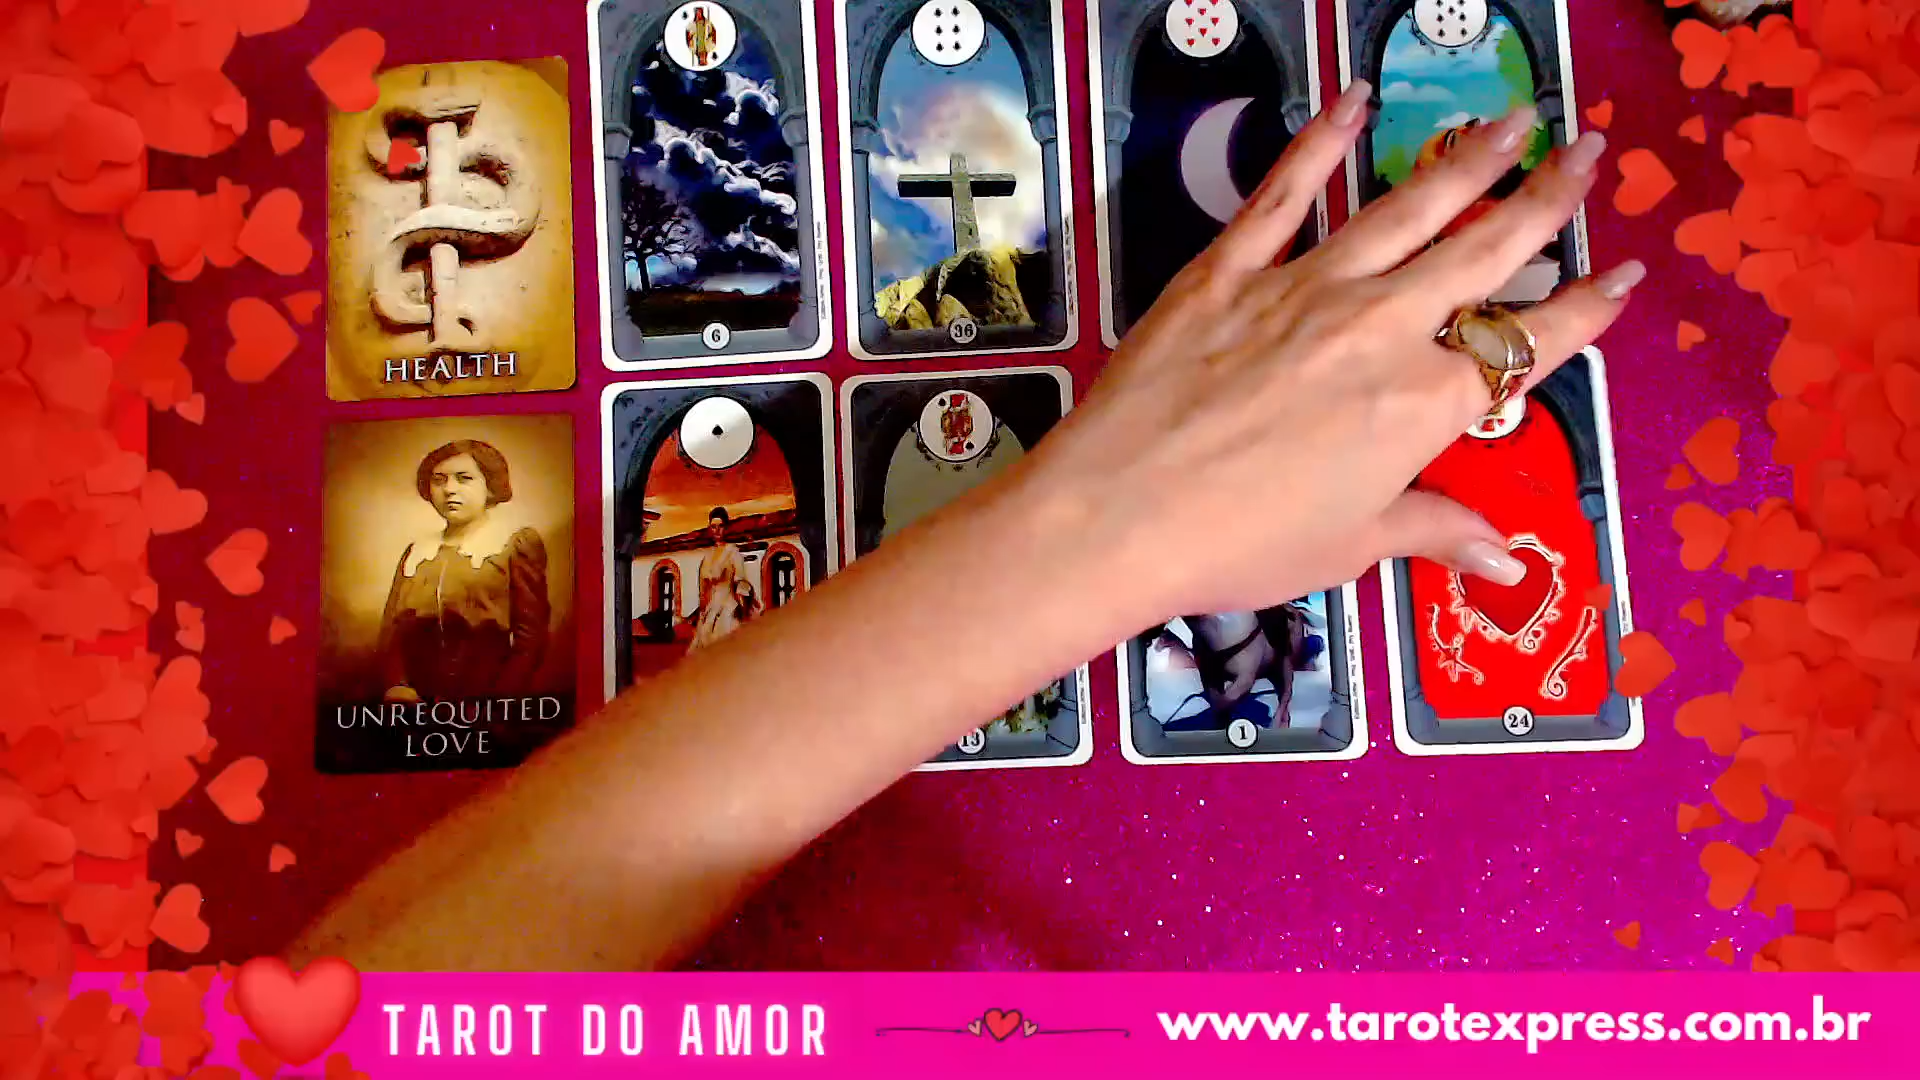 6
36
HEALTH
UNREQUITED
LOVE
13
1
24
TAROT DO AMOR
www.tarotexpress.com.br